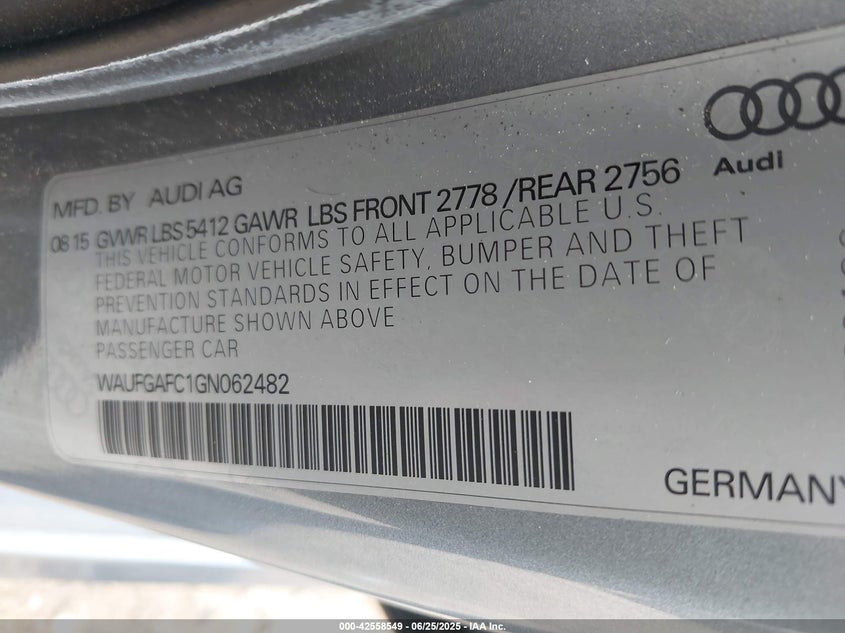 Audi
MFD. BY AUDI AG
08 15 GVWR LBS 5412 GAWR LBS FRONT 2778 /REAR 2756
THIS VEHICLE CONFORMS TO ALL APPLICABLE U.S.
FEDERAL MOTOR VEHICLE SAFETY, BUMPER AND THEFT
PREVENTION STANDARDS IN EFFECT ON THE DATE OF
MANUFACTURE SHOWN ABOVE
PASSENGER CAR
WAUFGAFC1GN062482
GERMANY
000-42558549 - 06/25/2025 - IAA Inc.